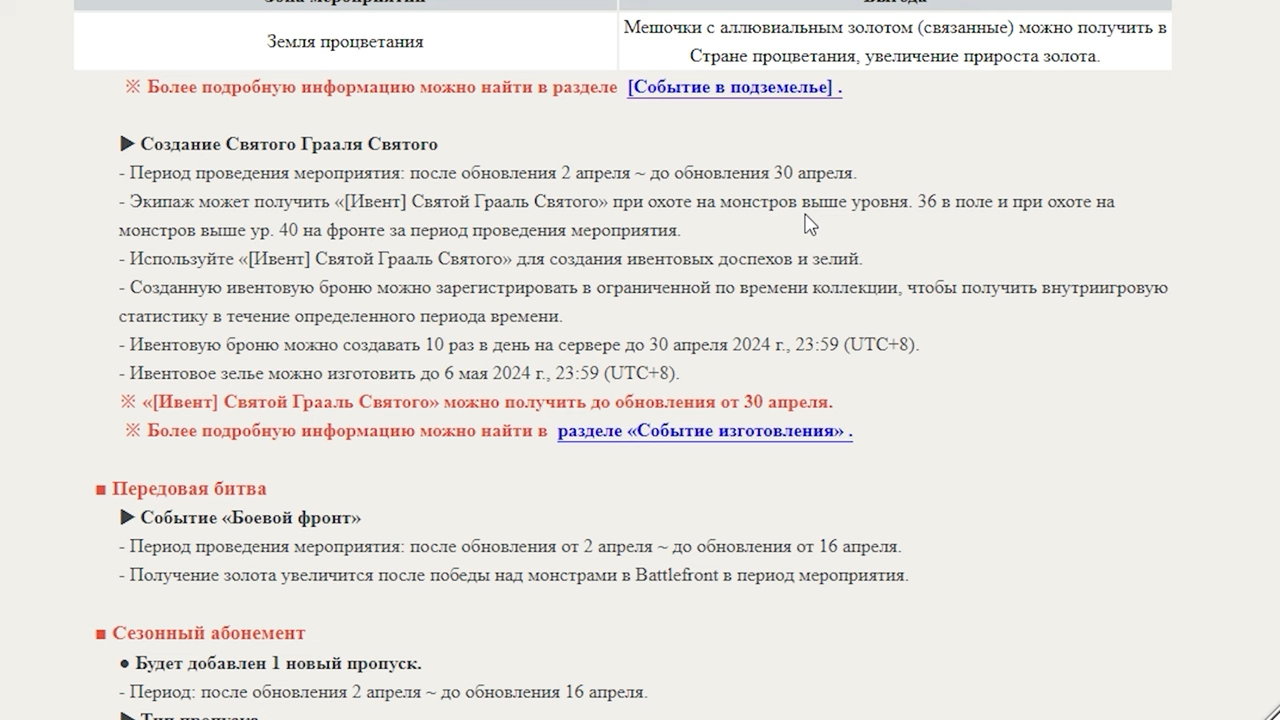 Зона мероприятий Выгода
Земля процветания
Мешочки с аллювиальным золотом (связанные) можно получить в
Стране процветания, увеличение прироста золота.
※ Более подробную информацию можно найти в разделе [Событие в подземелье] .
▶ Создание Святого Грааля Святого
- Период проведения мероприятия: после обновления 2 апреля ~ до обновления 30 апреля.
- Экипаж может получить «[Ивент] Святой Грааль Святого» при охоте на монстров выше уровня. 36 в поле и при охоте на
монстров выше ур. 40 на фронте за период проведения мероприятия.
- Используйте «[Ивент] Святой Грааль Святого» для создания ивентовых доспехов и зелий.
- Созданную ивентовую броню можно зарегистрировать в ограниченной по времени коллекции, чтобы получить внутриигровую
статистику в течение определенного периода времени.
- Ивентовую броню можно создавать 10 раз в день на сервере до 30 апреля 2024 г., 23:59 (UTC+8).
- Ивентовое зелье можно изготовить до 6 мая 2024 г., 23:59 (UTC+8).
※ «[Ивент] Святой Грааль Святого» можно получить до обновления от 30 апреля.
※ Более подробную информацию можно найти в разделе «Событие изготовления» .
■ Передовая битва
▶ Событие «Боевой фронт»
- Период проведения мероприятия: после обновления от 2 апреля ~ до обновления от 16 апреля.
- Получение золота увеличится после победы над монстрами в Battlefront в период мероприятия.
■ Сезонный абонемент
● Будет добавлен 1 новый пропуск.
- Период: после обновления 2 апреля ~ до обновления 16 апреля.
▶ Тип пропуска